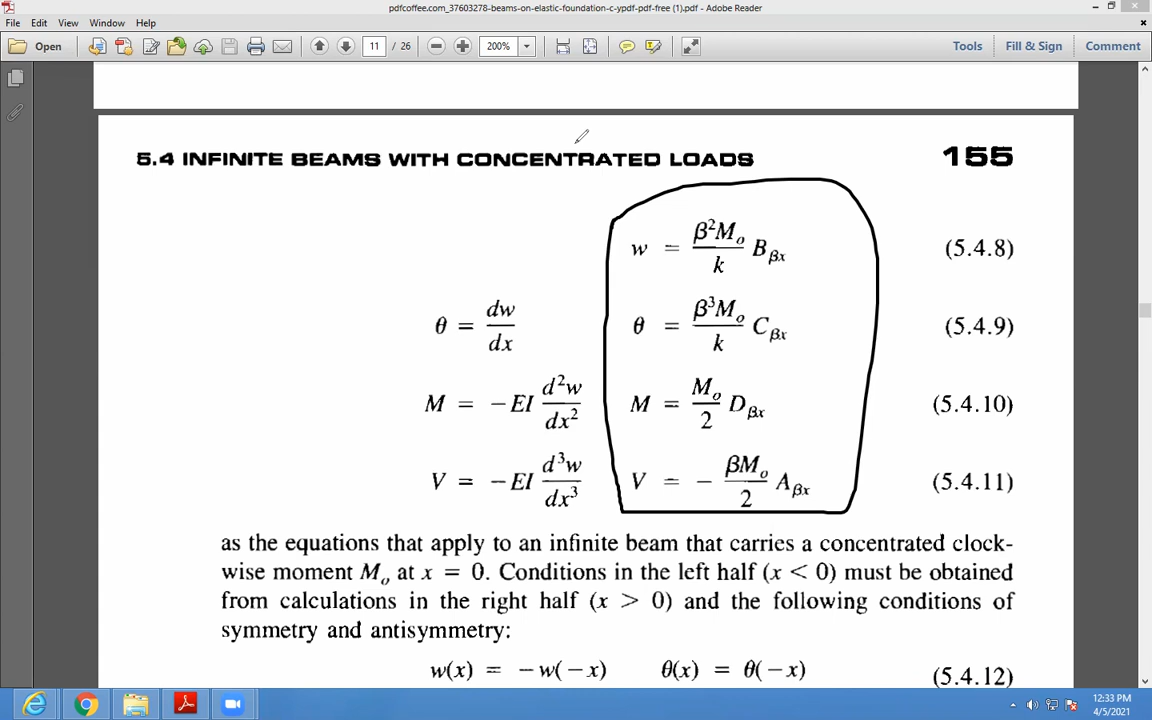 pdfcoffee.com_37603278-beams-on-elastic-foundation-c-ypdf-pdf-free (1).pdf - Adobe Reader
File Edit View Window Help
Open 11 / 26 200% Tools Fill & Sign Comment
5.4 INFINITE BEAMS WITH CONCENTRATED LOADS 155
w = β²Mₒ/k B_βx (5.4.8)
θ = dw/dx θ = β³Mₒ/k C_βx (5.4.9)
M = −EI d²w/dx² M = Mₒ/2 D_βx (5.4.10)
V = −EI d³w/dx³ V = − βMₒ/2 A_βx (5.4.11)
as the equations that apply to an infinite beam that carries a concentrated clock-
wise moment Mₒ at x = 0. Conditions in the left half (x < 0) must be obtained
from calculations in the right half (x > 0) and the following conditions of
symmetry and antisymmetry:
w(x) = −w(−x) θ(x) = θ(−x) (5.4.12)
12:33 PM
4/5/2021